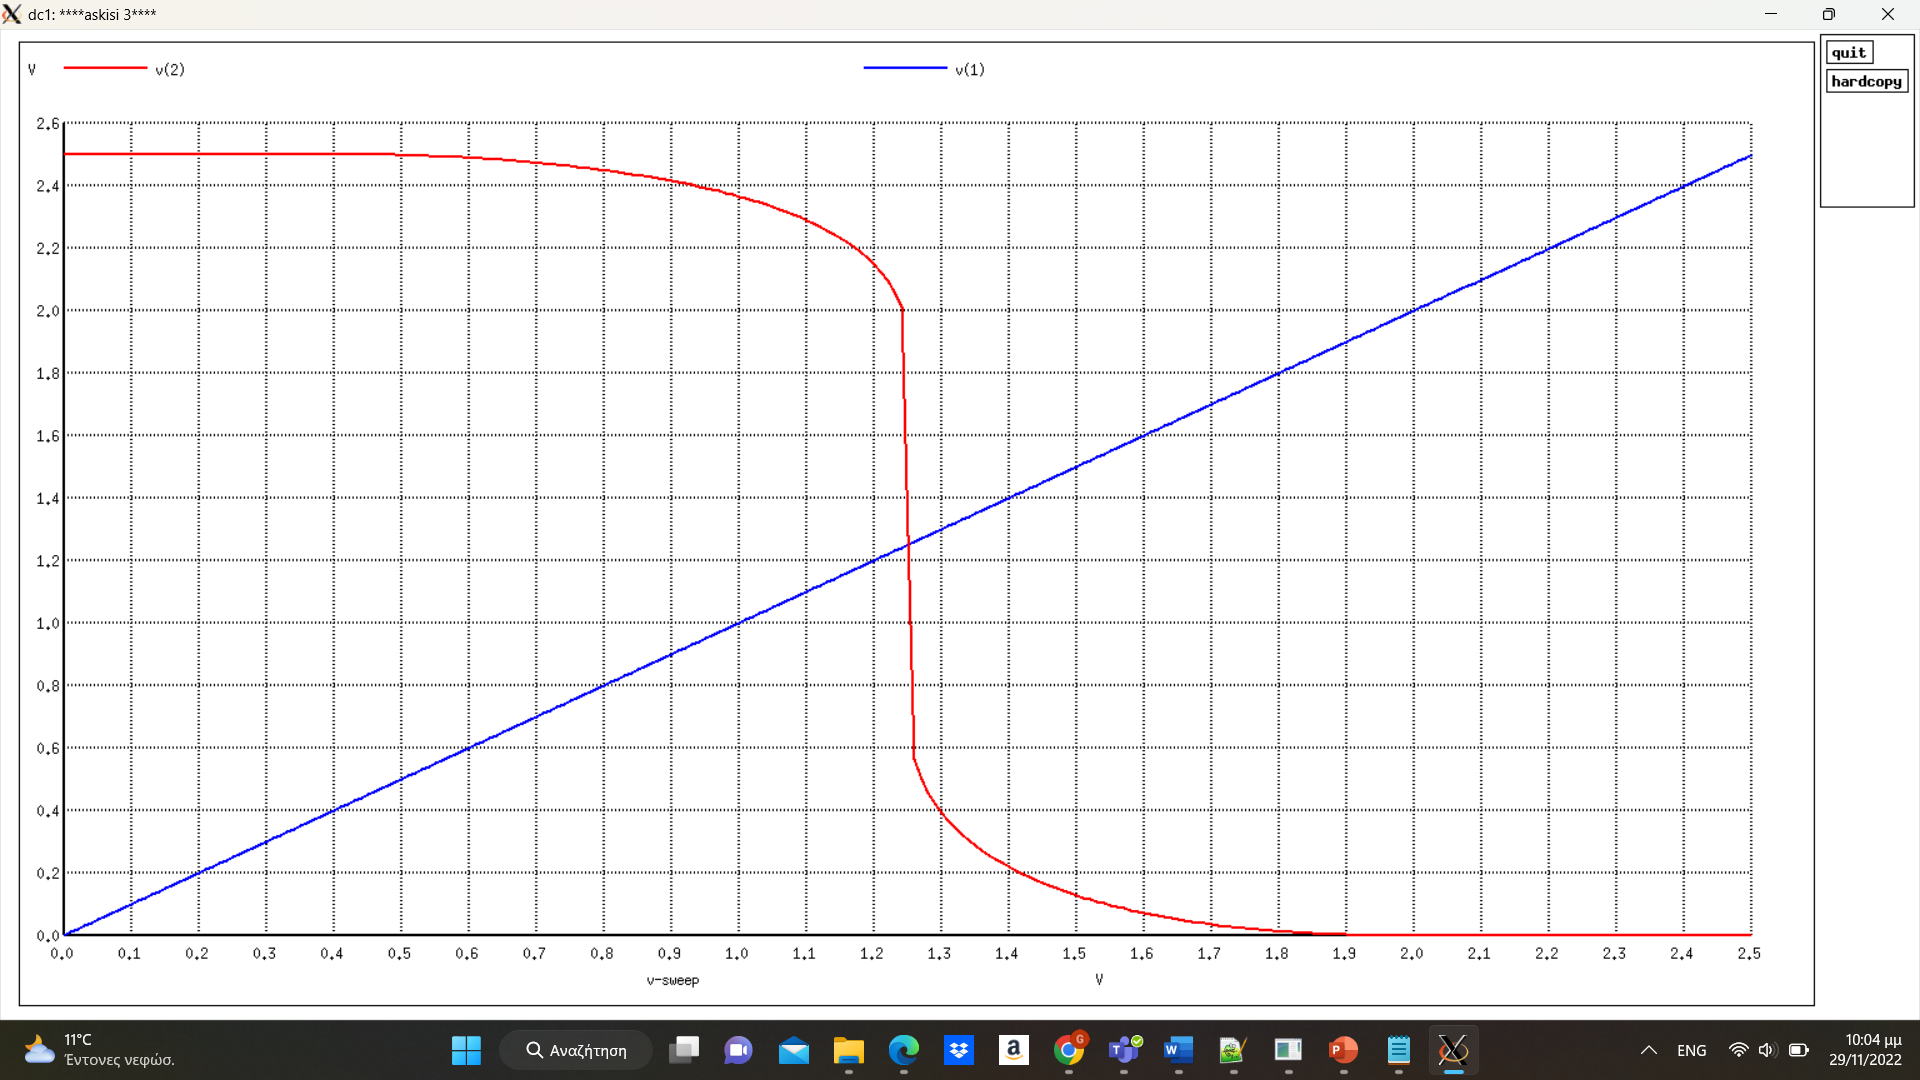 dc1: ****askisi 3****
quit
hardcopy
V v(2) v(1)
2.6
2.4
2.2
2.0
1.8
1.6
1.4
1.2
1.0
0.8
0.6
0.4
0.2
0.0
0.0 0.1 0.2 0.3 0.4 0.5 0.6 0.7 0.8 0.9 1.0 1.1 1.2 1.3 1.4 1.5 1.6 1.7 1.8 1.9 2.0 2.1 2.2 2.3 2.4 2.5
v-sweep V
11°C
Έντονες νεφώσ.
Αναζήτηση
a
G
W
P
ENG
10:04 μμ
29/11/2022